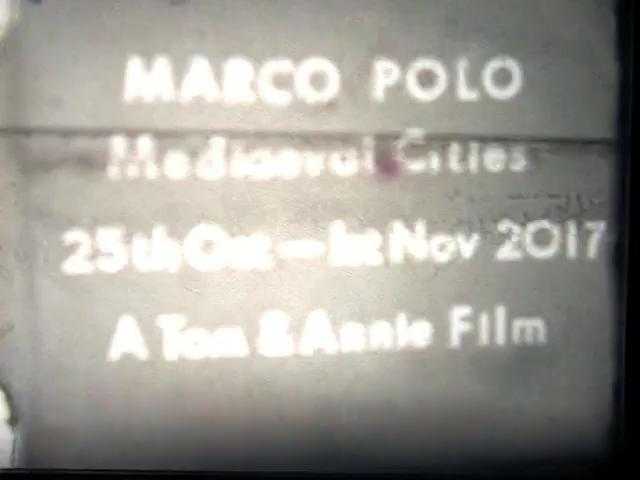 MARCO POLO
Mediaeval Cities
25th Oct - 1st Nov 2017
A Tom & Annie Film